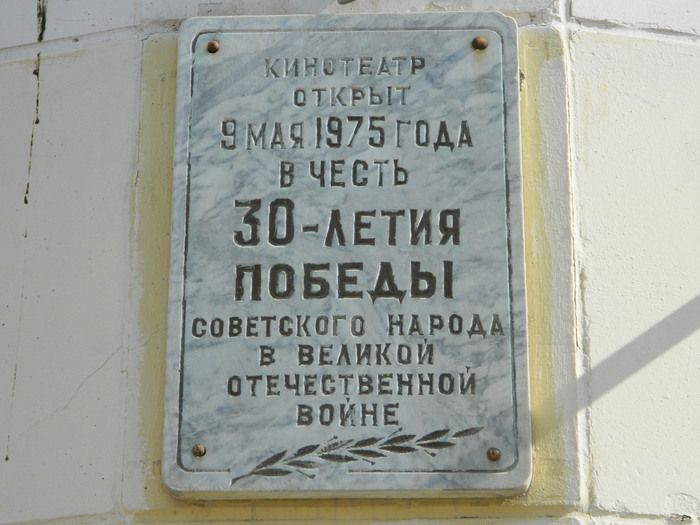 КИНОТЕАТР
ОТКРЫТ
9 МАЯ 1975 ГОДА
В ЧЕСТЬ
30-ЛЕТИЯ
ПОБЕДЫ
СОВЕТСКОГО НАРОДА
В ВЕЛИКОЙ
ОТЕЧЕСТВЕННОЙ
ВОЙНЕ